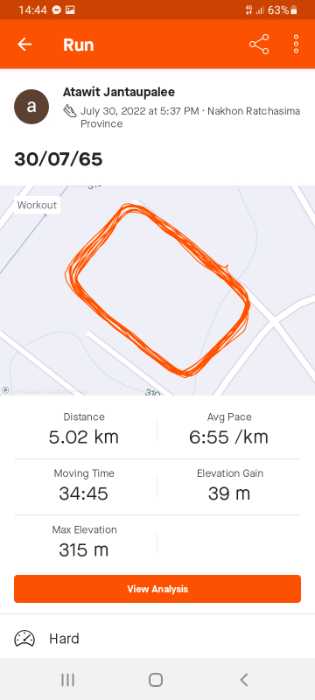 14:44 63%
Run
a
Atawit Jantaupalee
July 30, 2022 at 5:37 PM · Nakhon Ratchasima
Province
30/07/65
Workout
Distance
Avg Pace
5.02 km
6:55 /km
Moving Time
Elevation Gain
34:45
39 m
Max Elevation
315 m
View Analysis
Hard